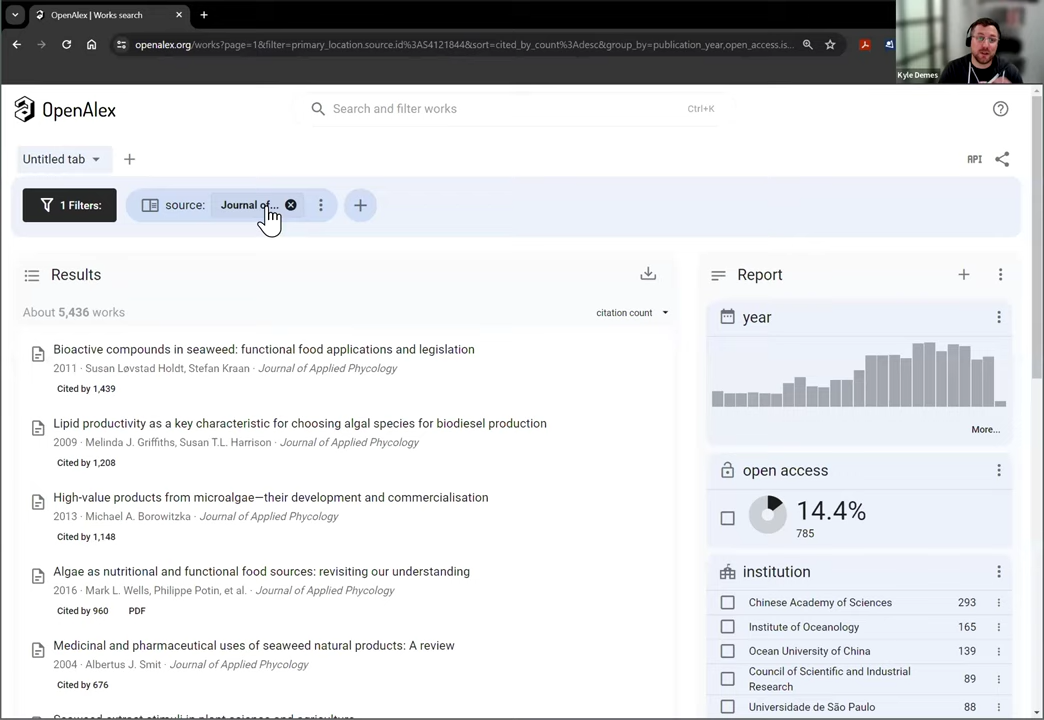 OpenAlex | Works search
openalex.org/works?page=1&filter=primary_location.source.id%3AS4121844&sort=cited_by_count%3Adesc&group_by=publication_year,open_access.is...
Kyle Demes
OpenAlex
Search and filter works
Ctrl+K
Untitled tab
API
1 Filters:
source:
Journal of...
Results
Report
About 5,436 works
citation count
year
Bioactive compounds in seaweed: functional food applications and legislation
2011 · Susan Løvstad Holdt, Stefan Kraan · Journal of Applied Phycology
Cited by 1,439
Lipid productivity as a key characteristic for choosing algal species for biodiesel production
2009 · Melinda J. Griffiths, Susan T.L. Harrison · Journal of Applied Phycology
Cited by 1,208
High-value products from microalgae—their development and commercialisation
2013 · Michael A. Borowitzka · Journal of Applied Phycology
Cited by 1,148
Algae as nutritional and functional food sources: revisiting our understanding
2016 · Mark L. Wells, Philippe Potin, et al. · Journal of Applied Phycology
Cited by 960 PDF
Medicinal and pharmaceutical uses of seaweed natural products: A review
2004 · Albertus J. Smit · Journal of Applied Phycology
Cited by 676
Seaweed extract stimuli in plant science and agriculture
More...
open access
14.4%
785
institution
Chinese Academy of Sciences 293
Institute of Oceanology 165
Ocean University of China 139
Council of Scientific and Industrial
Research 89
Universidade de São Paulo 88